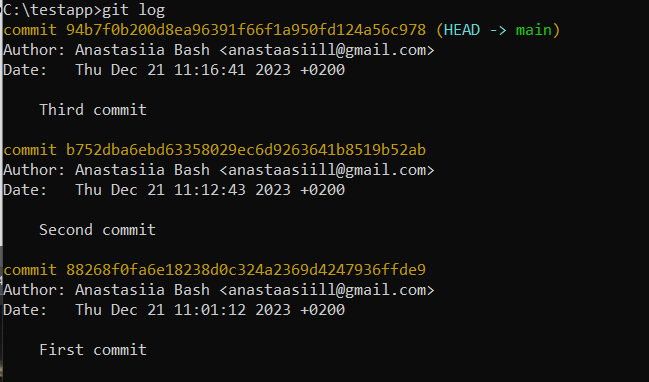 C:\testapp>git log
commit 94b7f0b200d8ea96391f66f1a950fd124a56c978 (HEAD -> main)
Author: Anastasiia Bash <anastaasiill@gmail.com>
Date:   Thu Dec 21 11:16:41 2023 +0200
    Third commit
commit b752dba6ebd63358029ec6d9263641b8519b52ab
Author: Anastasiia Bash <anastaasiill@gmail.com>
Date:   Thu Dec 21 11:12:43 2023 +0200
    Second commit
commit 88268f0fa6e18238d0c324a2369d4247936ffde9
Author: Anastasiia Bash <anastaasiill@gmail.com>
Date:   Thu Dec 21 11:01:12 2023 +0200
    First commit